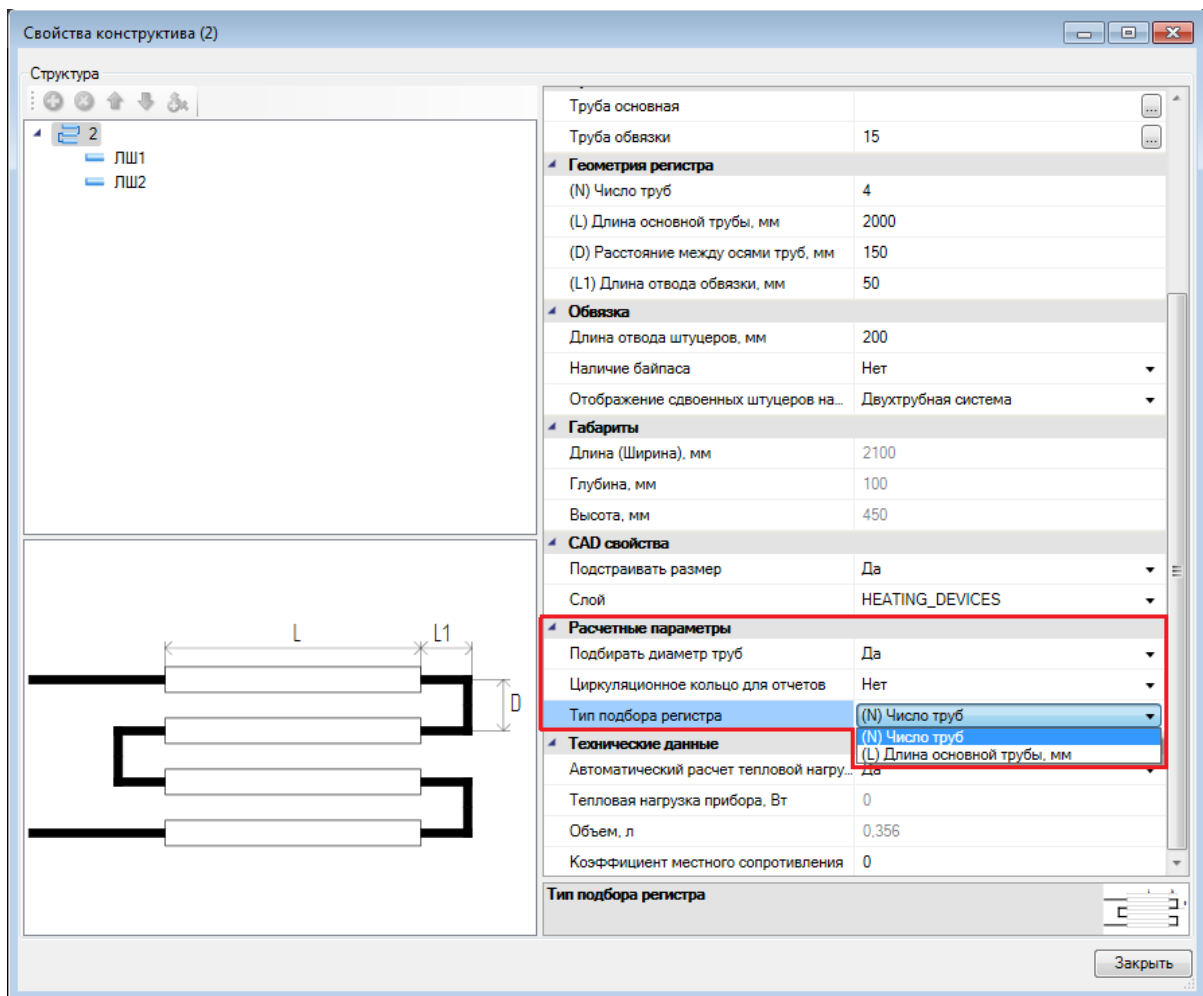 Свойства конструктива (2)
Структура
2
ЛШ1
ЛШ2
Труба основная ...
Труба обвязки 15 ...
Геометрия регистра
(N) Число труб 4
(L) Длина основной трубы, мм 2000
(D) Расстояние между осями труб, мм 150
(L1) Длина отвода обвязки, мм 50
Обвязка
Длина отвода штуцеров, мм 200
Наличие байпаса Нет
Отображение сдвоенных штуцеров на... Двухтрубная система
Габариты
Длина (Ширина), мм 2100
Глубина, мм 100
Высота, мм 450
CAD свойства
Подстраивать размер Да
Слой HEATING_DEVICES
Расчетные параметры
Подбирать диаметр труб Да
Циркуляционное кольцо для отчетов Нет
Тип подбора регистра (N) Число труб
(N) Число труб
(L) Длина основной трубы, мм
Технические данные
Автоматический расчет тепловой нагру... Да
Тепловая нагрузка прибора, Вт 0
Объем, л 0,356
Коэффициент местного сопротивления 0
L L1
D
Тип подбора регистра
Закрыть